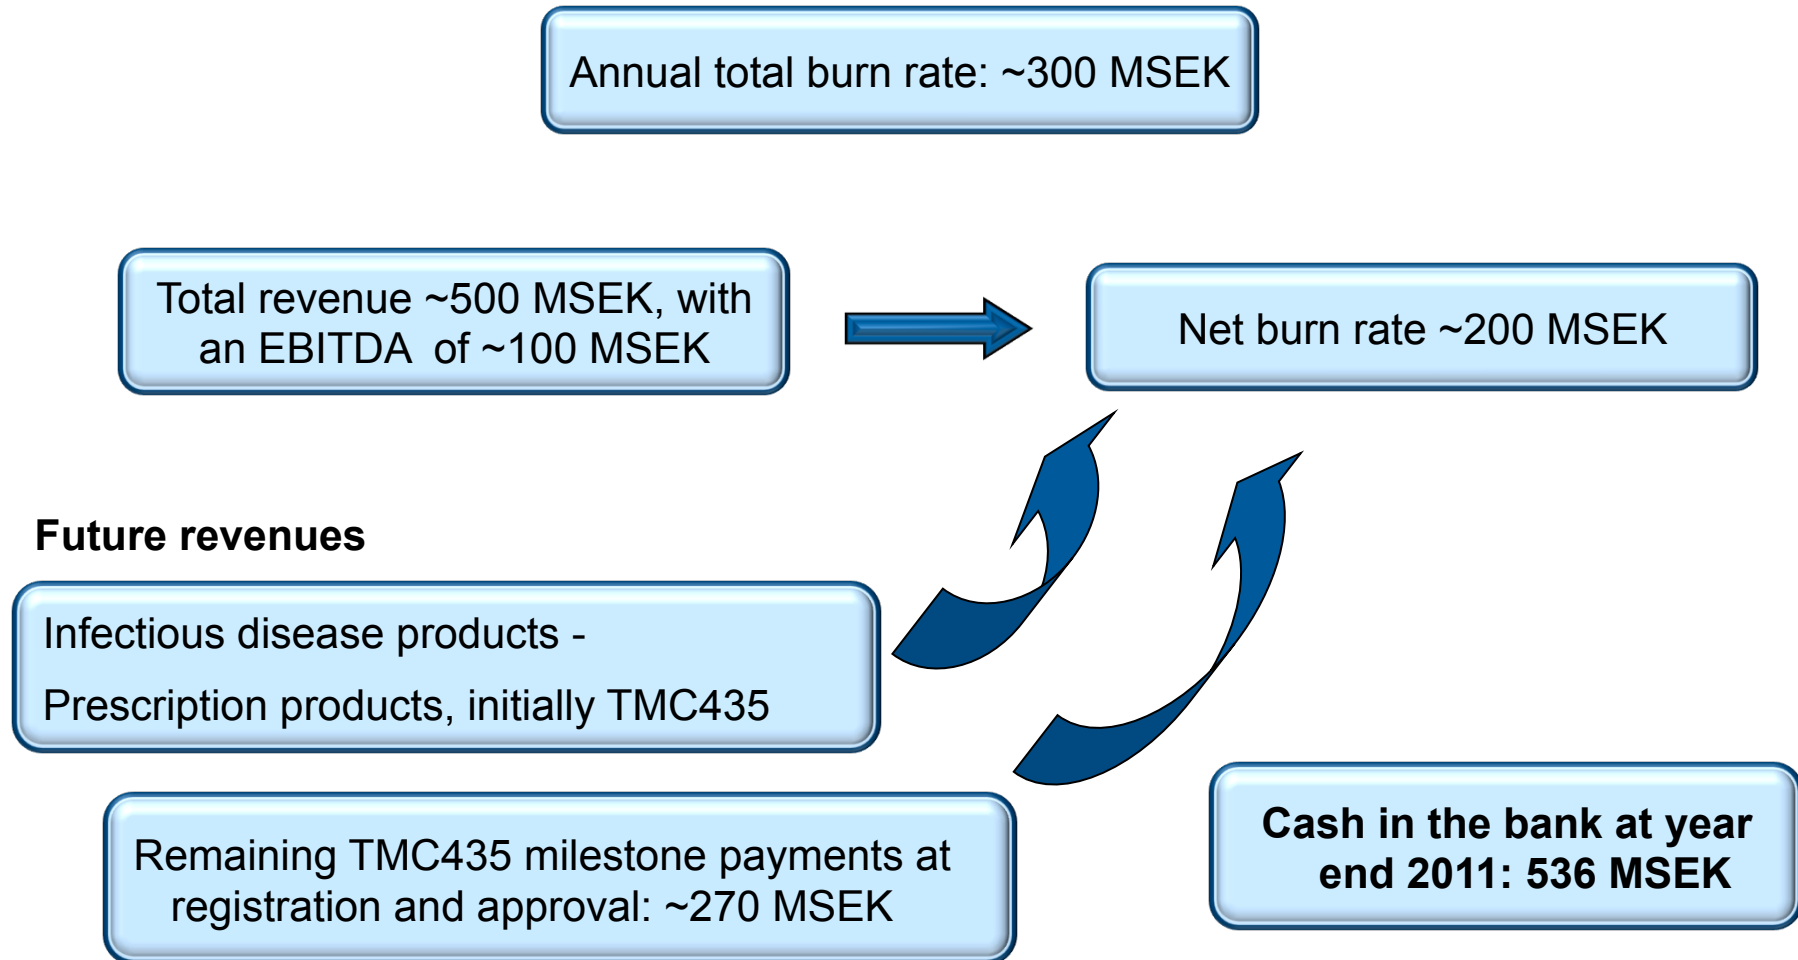 Annual total burn rate: ~300 MSEK
Total revenue ~500 MSEK, with
an EBITDA of ~100 MSEK
Net burn rate ~200 MSEK
Future revenues
Infectious disease products -
Prescription products, initially TMC435
Remaining TMC435 milestone payments at
registration and approval: ~270 MSEK
Cash in the bank at year
end 2011: 536 MSEK